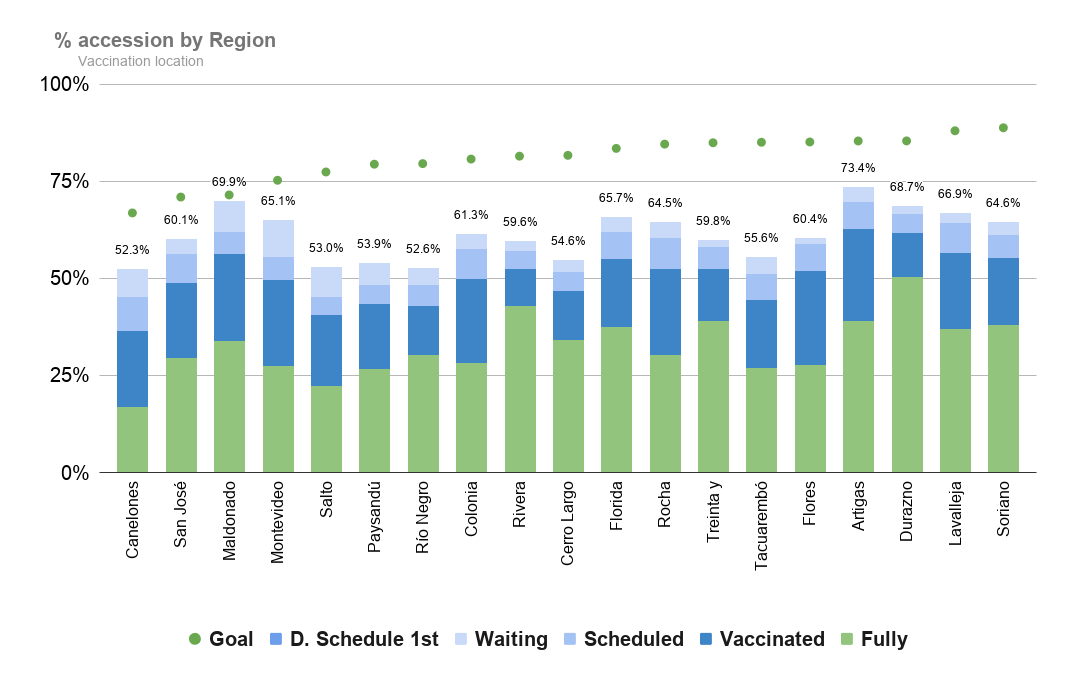 % accession by Region
Vaccination location
100%
75%
50%
25%
0%
52.3%
60.1%
69.9%
65.1%
53.0%
53.9%
52.6%
61.3%
59.6%
54.6%
65.7%
64.5%
59.8%
55.6%
60.4%
73.4%
68.7%
66.9%
64.6%
Canelones
San José
Maldonado
Montevideo
Salto
Paysandú
Río Negro
Colonia
Rivera
Cerro Largo
Florida
Rocha
Treinta y
Tacuarembó
Flores
Artigas
Durazno
Lavalleja
Soriano
Goal D. Schedule 1st Waiting Scheduled Vaccinated Fully